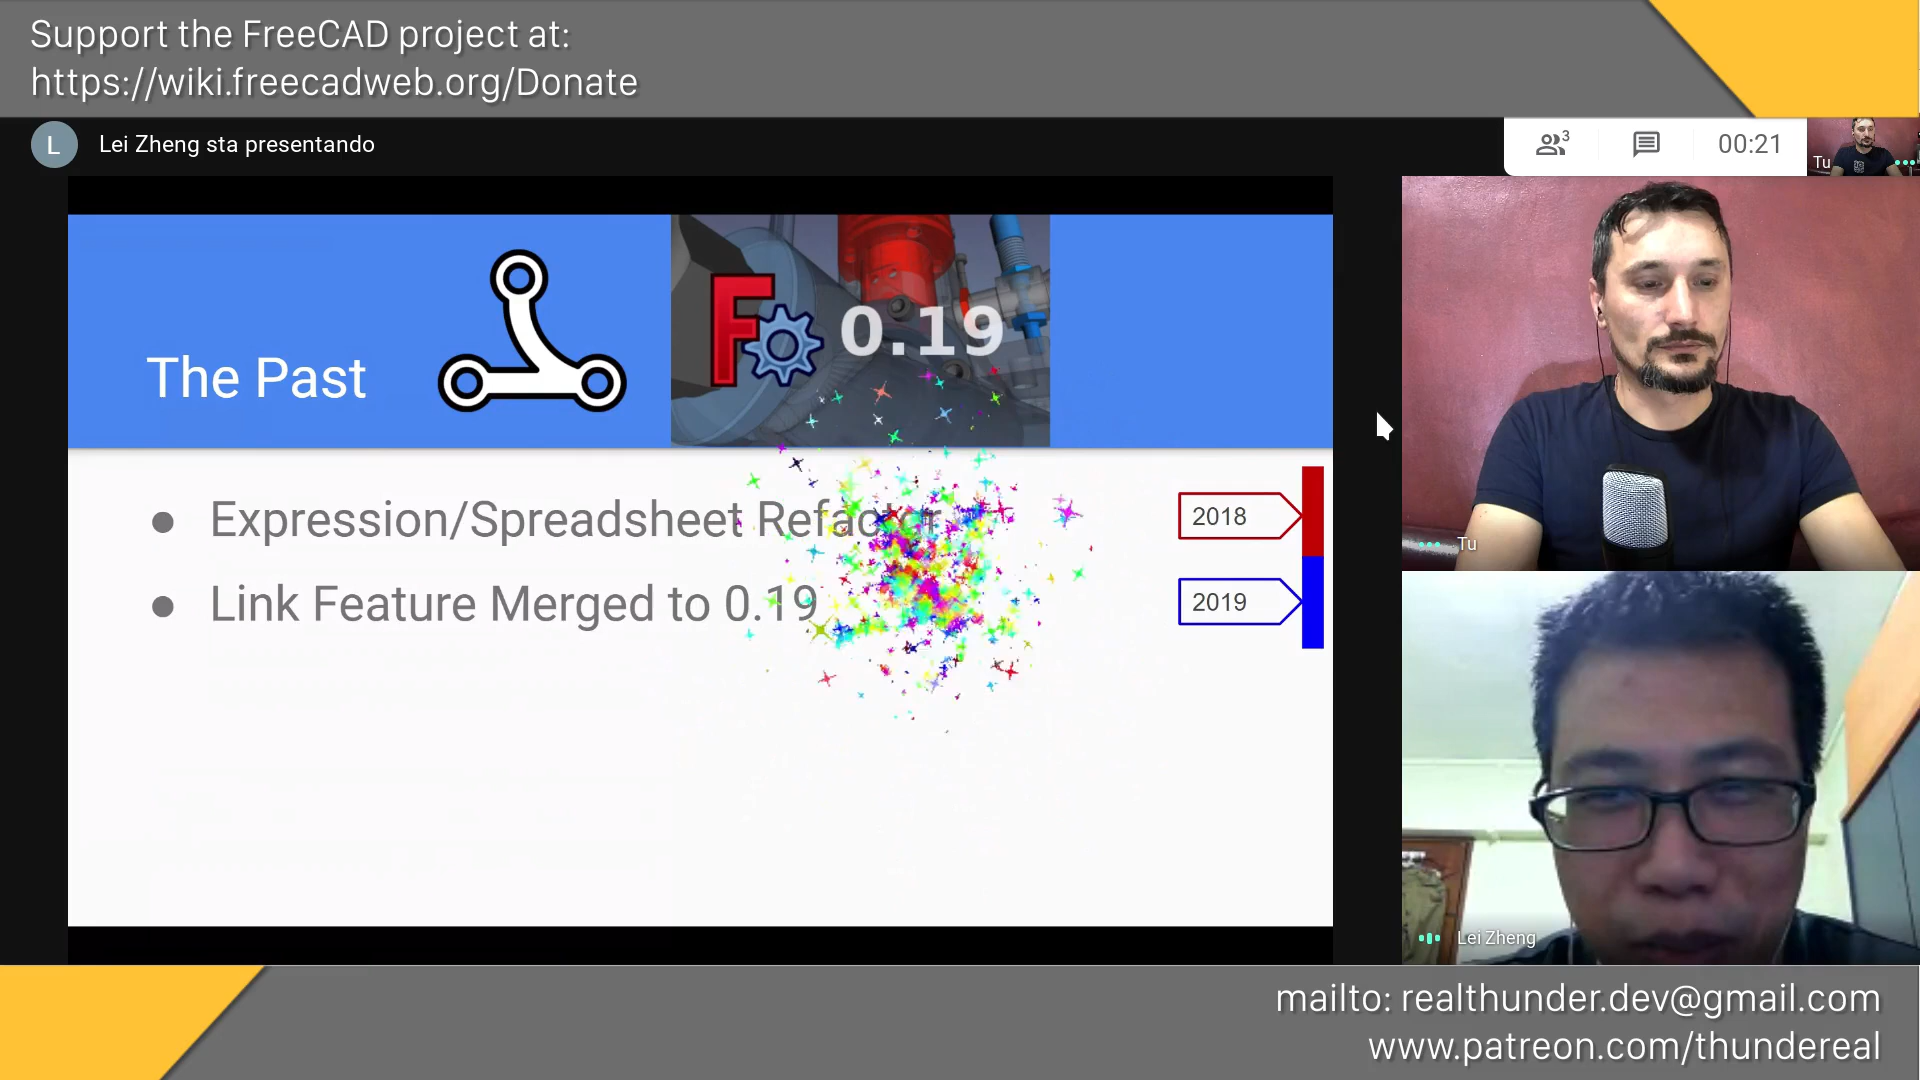 Support the FreeCAD project at:
https://wiki.freecadweb.org/Donate
L
Lei Zheng sta presentando
3
00:21
Tu
The Past
F
0.19
Expression/Spreadsheet Refactor
Link Feature Merged to 0.19
2018
2019
Tu
Lei Zheng
mailto: realthunder.dev@gmail.com
www.patreon.com/thundereal